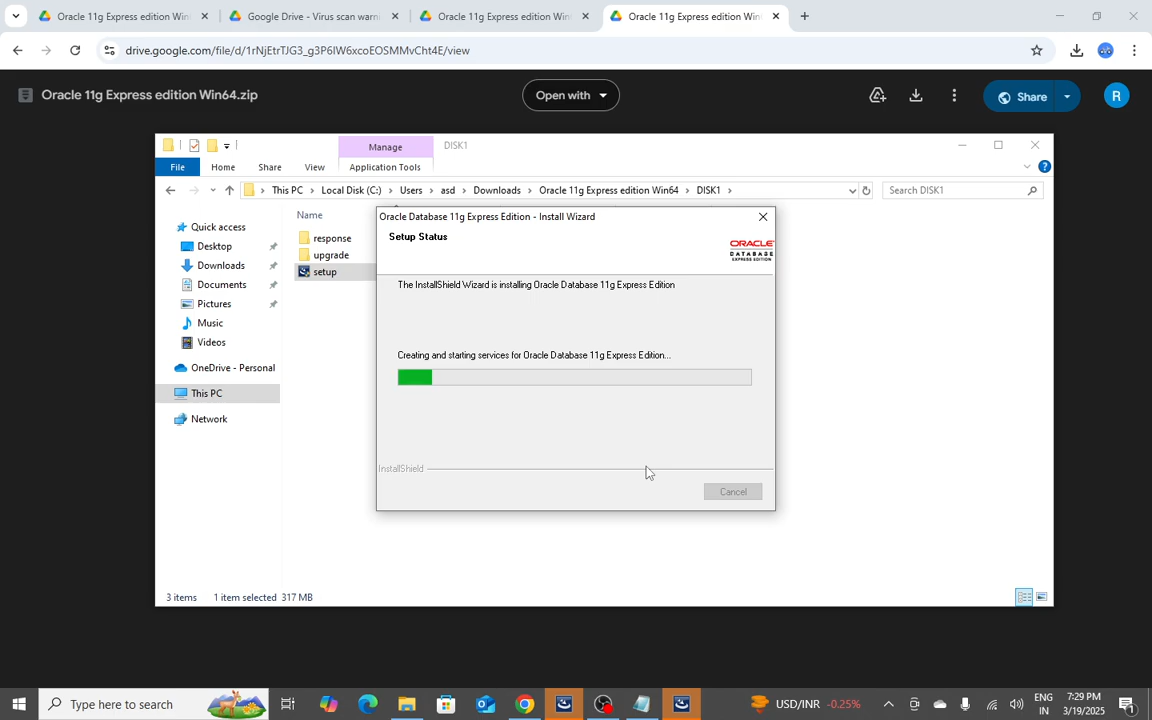 Oracle 11g Express edition Win
Google Drive - Virus scan warni
Oracle 11g Express edition Win
Oracle 11g Express edition Win
drive.google.com/file/d/1rNjEtrTJG3_g3P6IW6xcoEOSMMvCht4E/view
Oracle 11g Express edition Win64.zip
Open with
Share
R
Manage
DISK1
File
Home
Share
View
Application Tools
This PC > Local Disk (C:) > Users > asd > Downloads > Oracle 11g Express edition Win64 > DISK1 >
Search DISK1
Name
Quick access
Desktop
Downloads
Documents
Pictures
Music
Videos
OneDrive - Personal
This PC
Network
response
upgrade
setup
Oracle Database 11g Express Edition - Install Wizard
Setup Status
ORACLE
DATABASE
EXPRESS EDITION
The InstallShield Wizard is installing Oracle Database 11g Express Edition
Creating and starting services for Oracle Database 11g Express Edition...
InstallShield
Cancel
3 items
1 item selected 317 MB
Type here to search
USD/INR -0.25%
ENG
IN
7:29 PM
3/19/2025
1